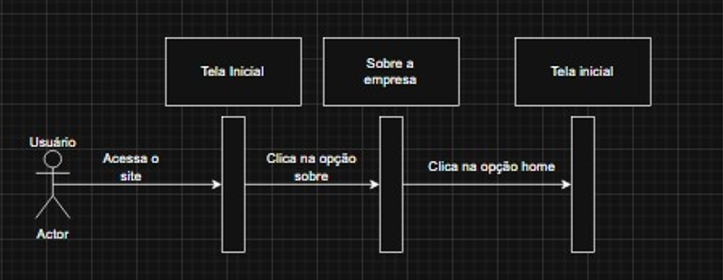 Tela Inicial
Sobre a
empresa
Tela inicial
Usuário
Acessa o
site
Clica na opção
sobre
Clica na opção home
Actor